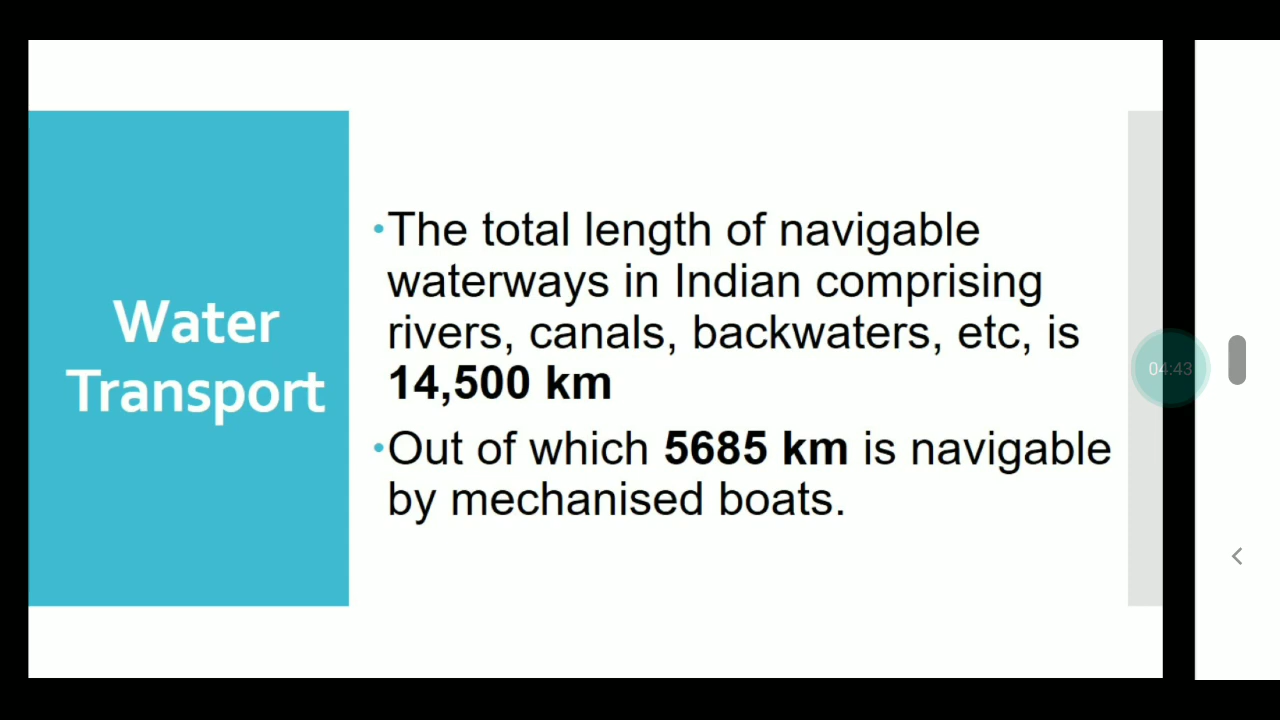 Water
Transport
•The total length of navigable
waterways in Indian comprising
rivers, canals, backwaters, etc, is
14,500 km
•Out of which 5685 km is navigable
by mechanised boats.
04:43